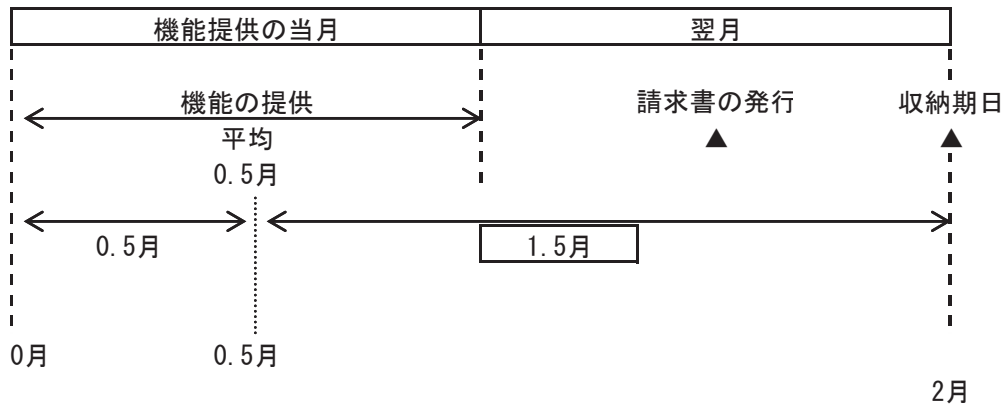 機能提供の当月 翌月
機能の提供 請求書の発行 収納期日
平均 ▲ ▲
0.5月
0.5月 1.5月
0月 0.5月
2月